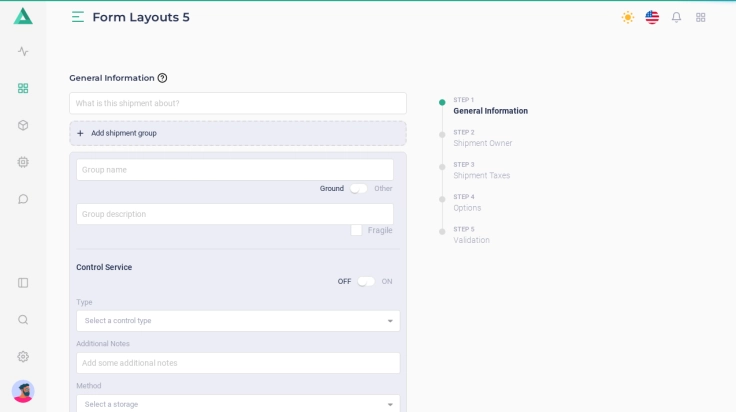 Form Layouts 5
General Information
What is this shipment about?
+ Add shipment group
Group name
Ground Other
Group description
Fragile
Control Service
OFF ON
Type
Select a control type
Additional Notes
Add some additional notes
Method
Select a storage
STEP 1
General Information
STEP 2
Shipment Owner
STEP 3
Shipment Taxes
STEP 4
Options
STEP 5
Validation